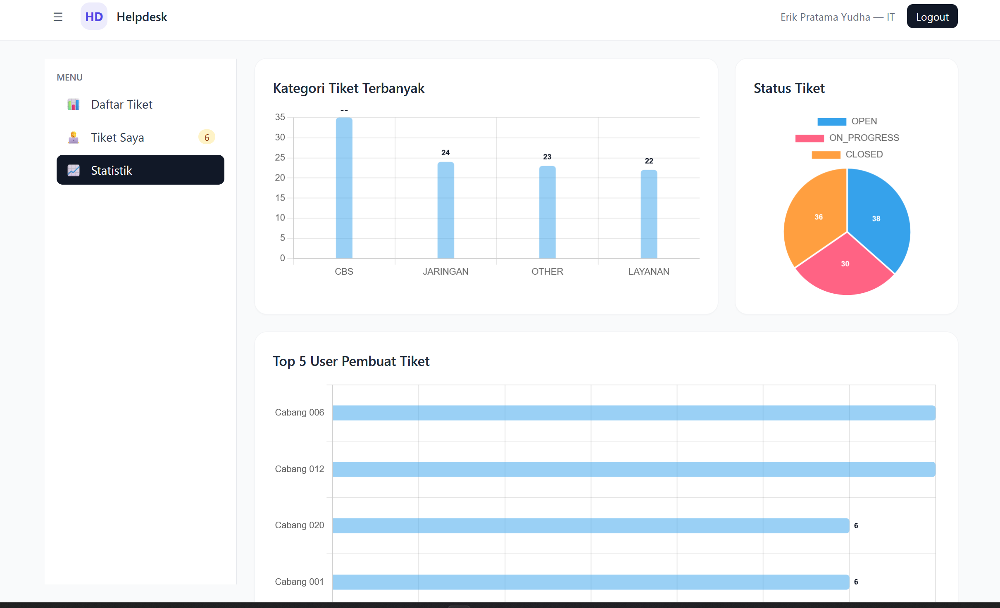 ☰ HD Helpdesk
Erik Pratama Yudha — IT
Logout
MENU
Daftar Tiket
Tiket Saya 6
Statistik
Kategori Tiket Terbanyak
35
30
25
20
15
10
5
0
24
23
22
CBS
JARINGAN
OTHER
LAYANAN
Status Tiket
OPEN
ON_PROGRESS
CLOSED
36
38
30
Top 5 User Pembuat Tiket
Cabang 006
Cabang 012
Cabang 020 6
Cabang 001 6